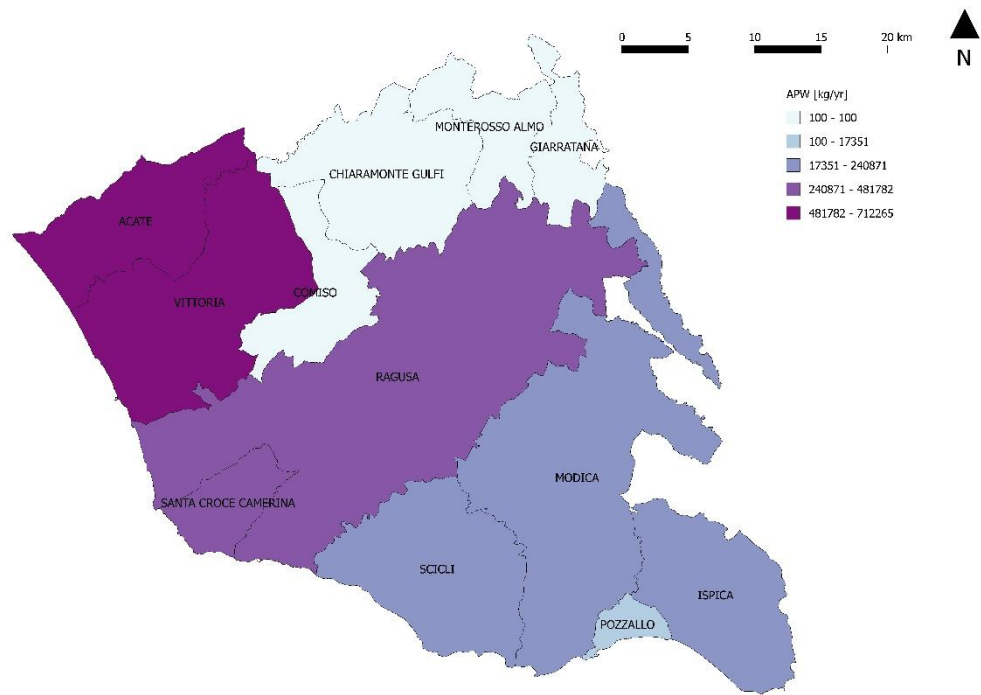 0 5 10 15 20 km
N
APW [kg/yr]
100 - 100
100 - 17351
17351 - 240871
240871 - 481782
481782 - 712265
MONTEROSSO ALMO
GIARRATANA
CHIARAMONTE GULFI
ACATE
VITTORIA
COMISO
RAGUSA
MODICA
SANTA CROCE CAMERINA
SCICLI
ISPICA
POZZALLO